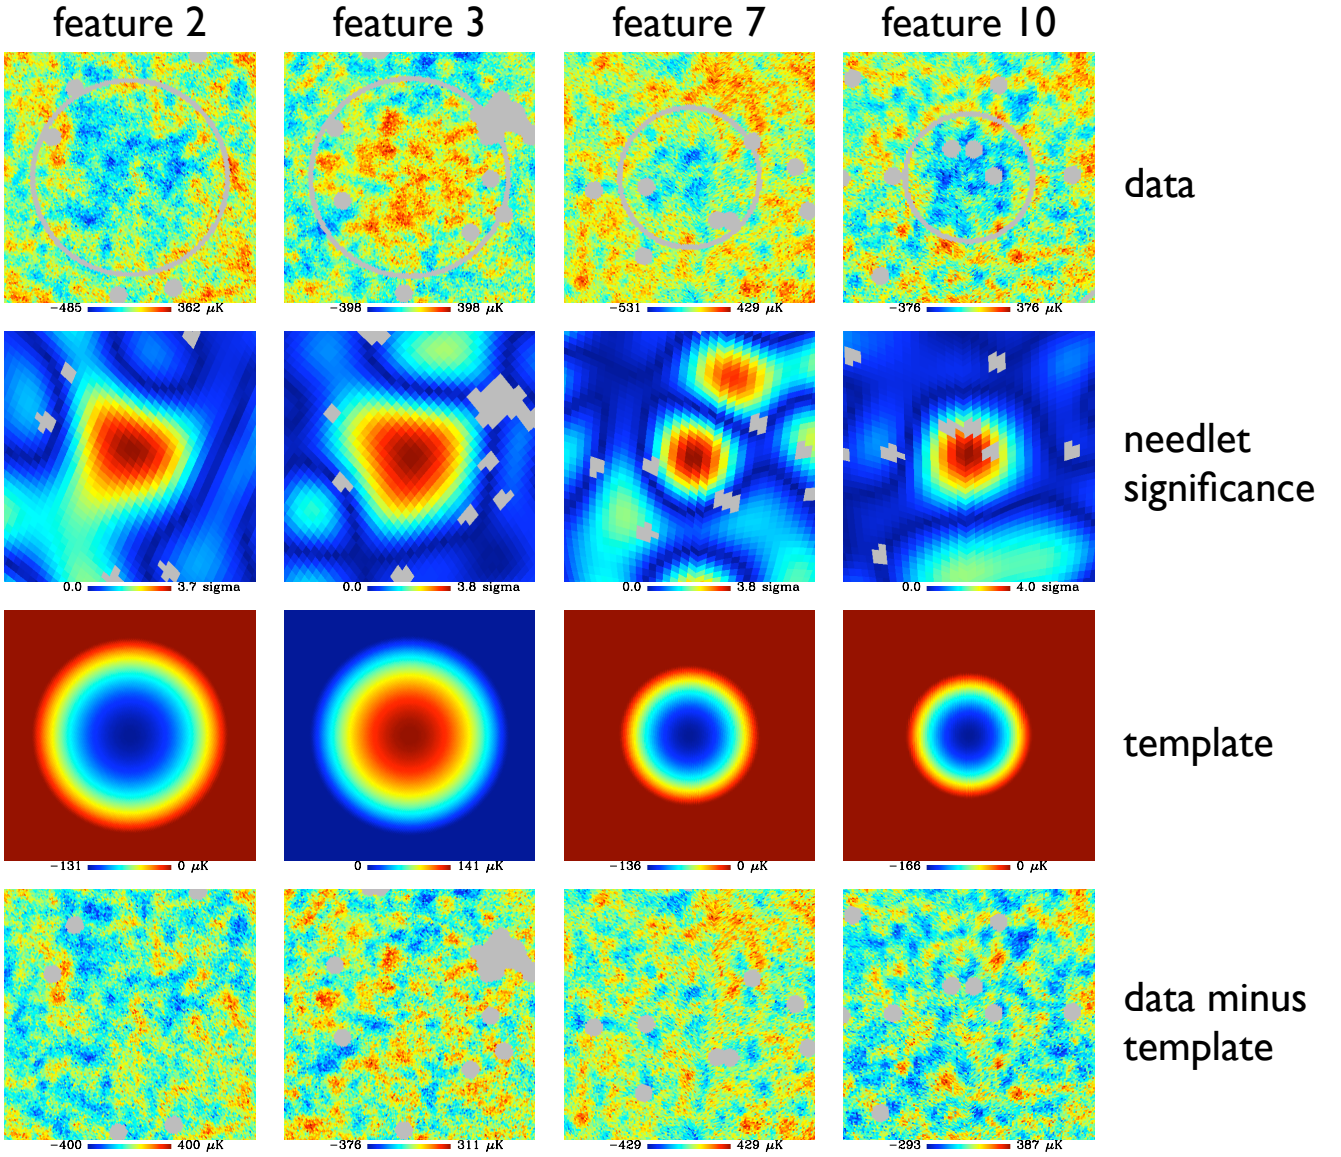 feature 2 feature 3 feature 7 feature 10
data
−485 362 μK −398 398 μK −531 429 μK −376 376 μK
needlet
significance
0.0 3.7 sigma 0.0 3.8 sigma 0.0 3.8 sigma 0.0 4.0 sigma
template
−131 0 μK 0 141 μK −136 0 μK −166 0 μK
data minus
template
−400 400 μK −376 311 μK −429 429 μK −293 387 μK